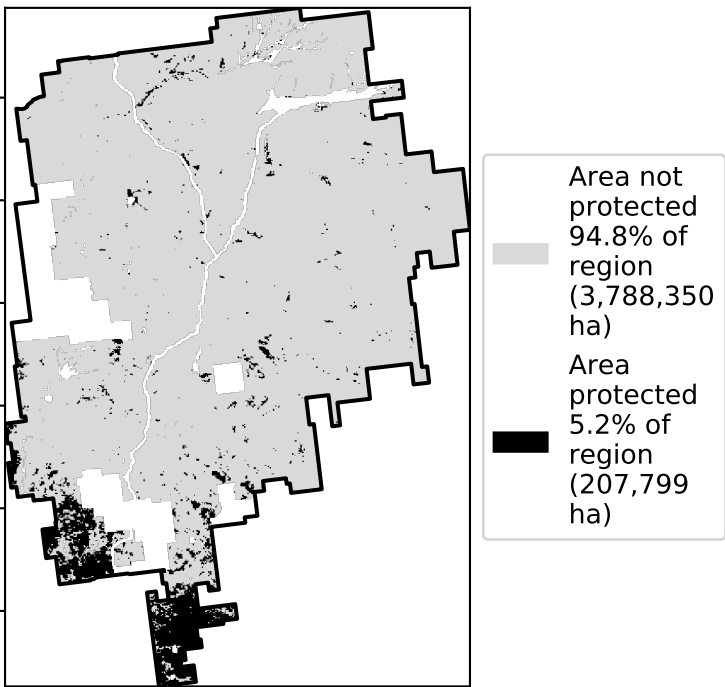 Area not
protected
94.8% of
region
(3,788,350
ha)
Area
protected
5.2% of
region
(207,799
ha)